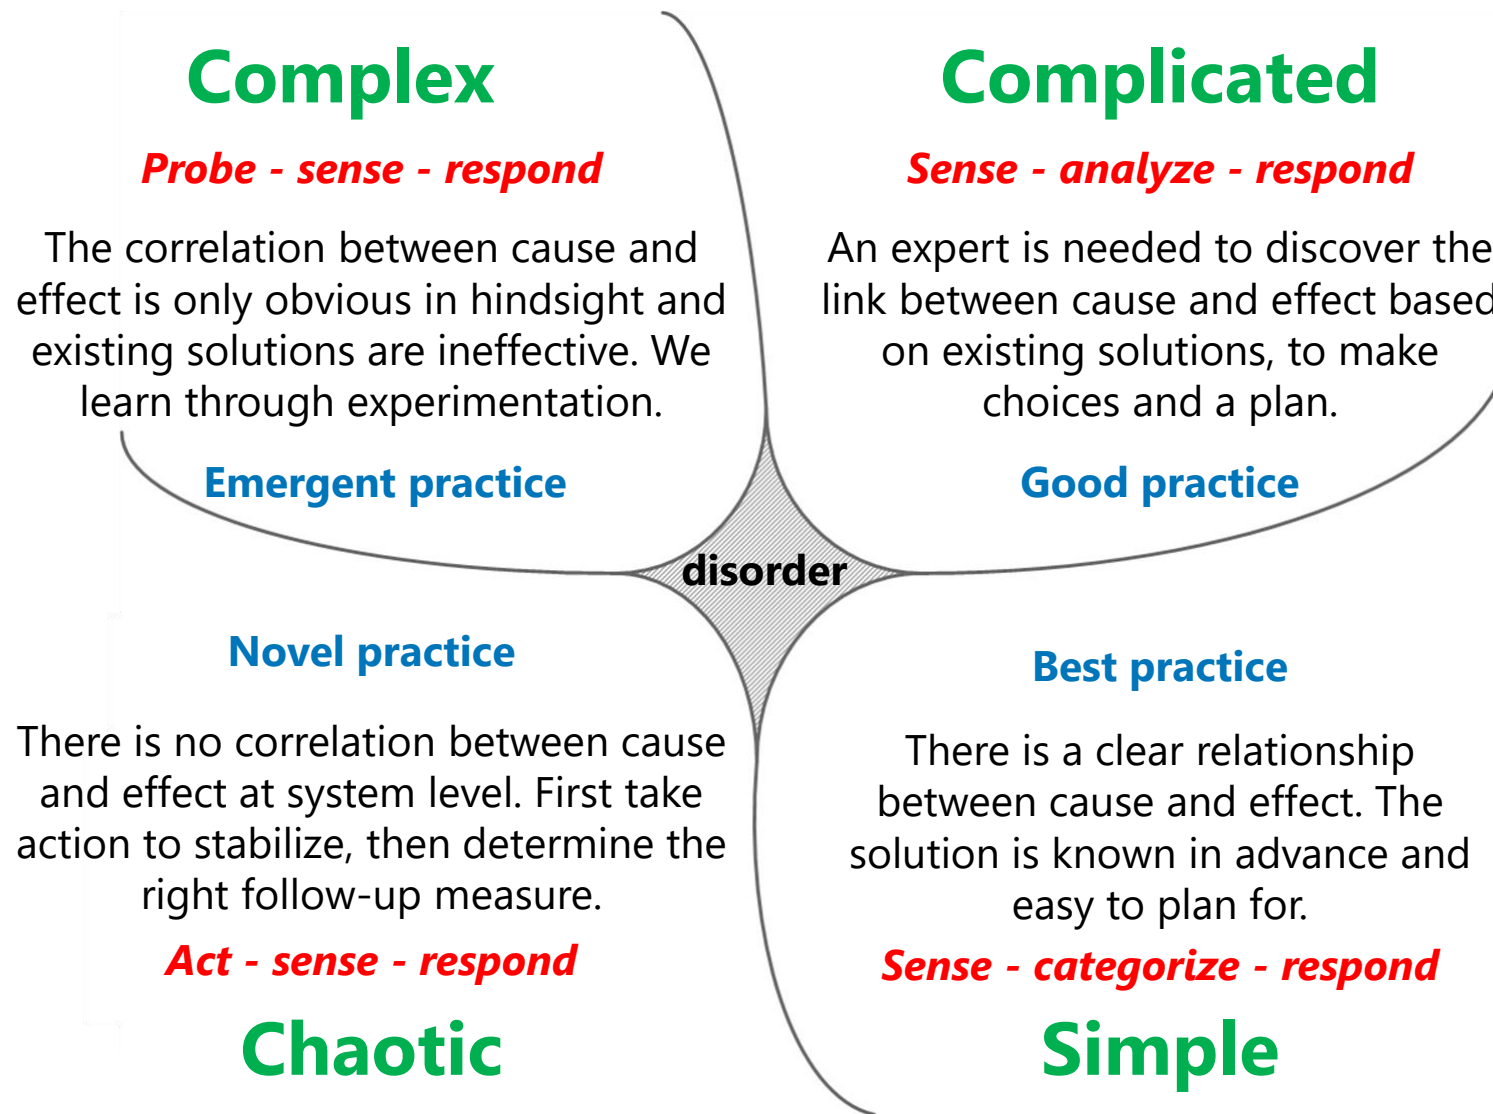 Complex
Probe - sense - respond
The correlation between cause and
effect is only obvious in hindsight and
existing solutions are ineffective. We
learn through experimentation.
Emergent practice
Complicated
Sense - analyze - respond
An expert is needed to discover the
link between cause and effect based
on existing solutions, to make
choices and a plan.
Good practice
disorder
Novel practice
There is no correlation between cause
and effect at system level. First take
action to stabilize, then determine the
right follow-up measure.
Act - sense - respond
Chaotic
Best practice
There is a clear relationship
between cause and effect. The
solution is known in advance and
easy to plan for.
Sense - categorize - respond
Simple